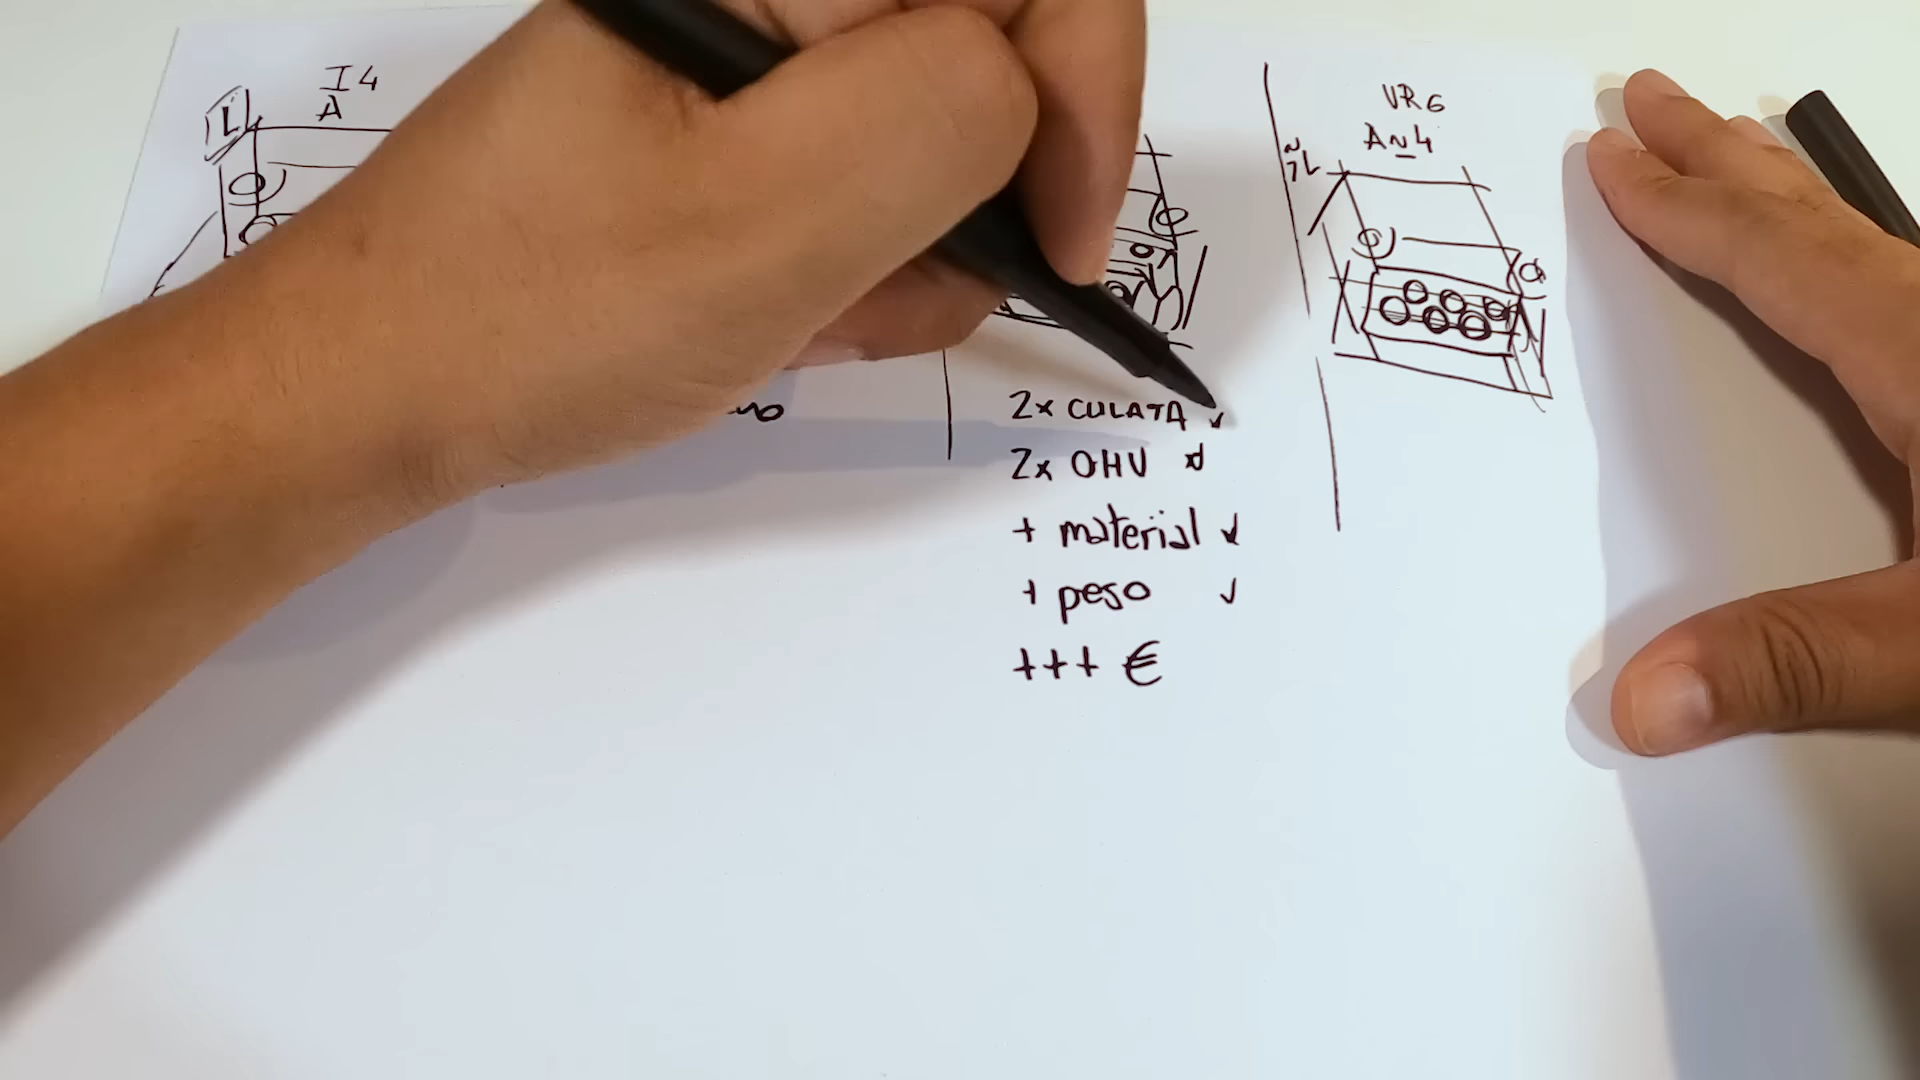 I4
A
L
VR6
AN4
2x CULATA
2x OHV
+ material
+ peso
+++ €